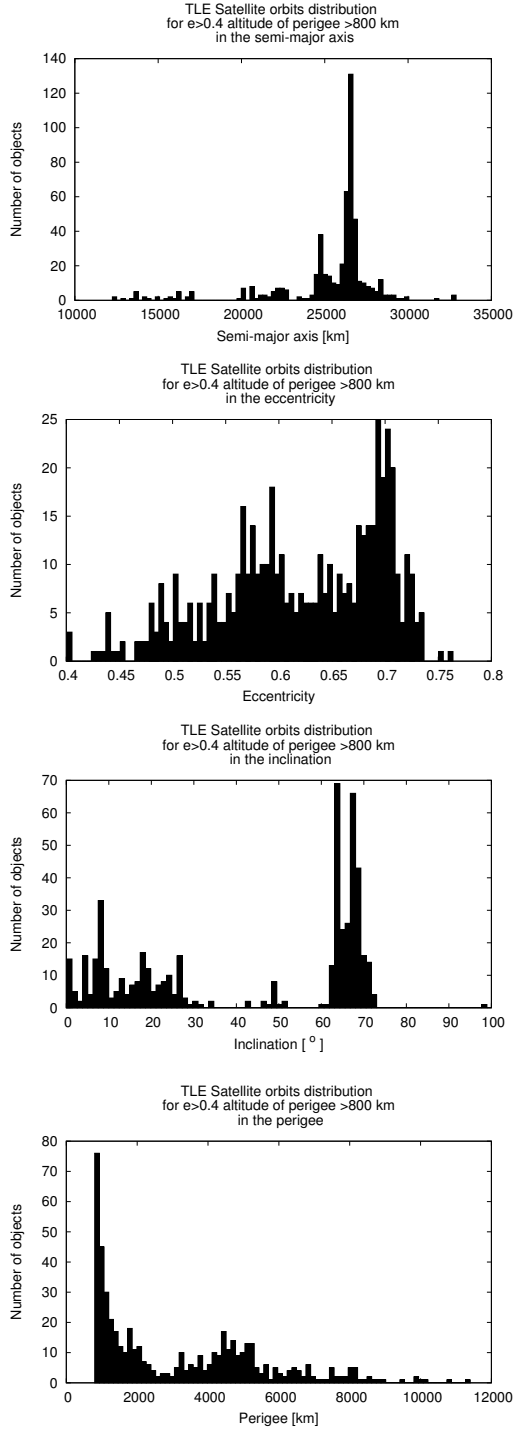 TLE Satellite orbits distribution
for e>0.4 altitude of perigee >800 km
in the semi-major axis
140
120
100
80
60
40
20
0
Number of objects
10000 15000 20000 25000 30000 35000
Semi-major axis [km]
TLE Satellite orbits distribution
for e>0.4 altitude of perigee >800 km
in the eccentricity
25
20
15
10
5
0
Number of objects
0.4 0.45 0.5 0.55 0.6 0.65 0.7 0.75 0.8
Eccentricity
TLE Satellite orbits distribution
for e>0.4 altitude of perigee >800 km
in the inclination
70
60
50
40
30
20
10
0
Number of objects
0 10 20 30 40 50 60 70 80 90 100
Inclination [ o ]
TLE Satellite orbits distribution
for e>0.4 altitude of perigee >800 km
in the perigee
80
70
60
50
40
30
20
10
0
Number of objects
0 2000 4000 6000 8000 10000 12000
Perigee [km]